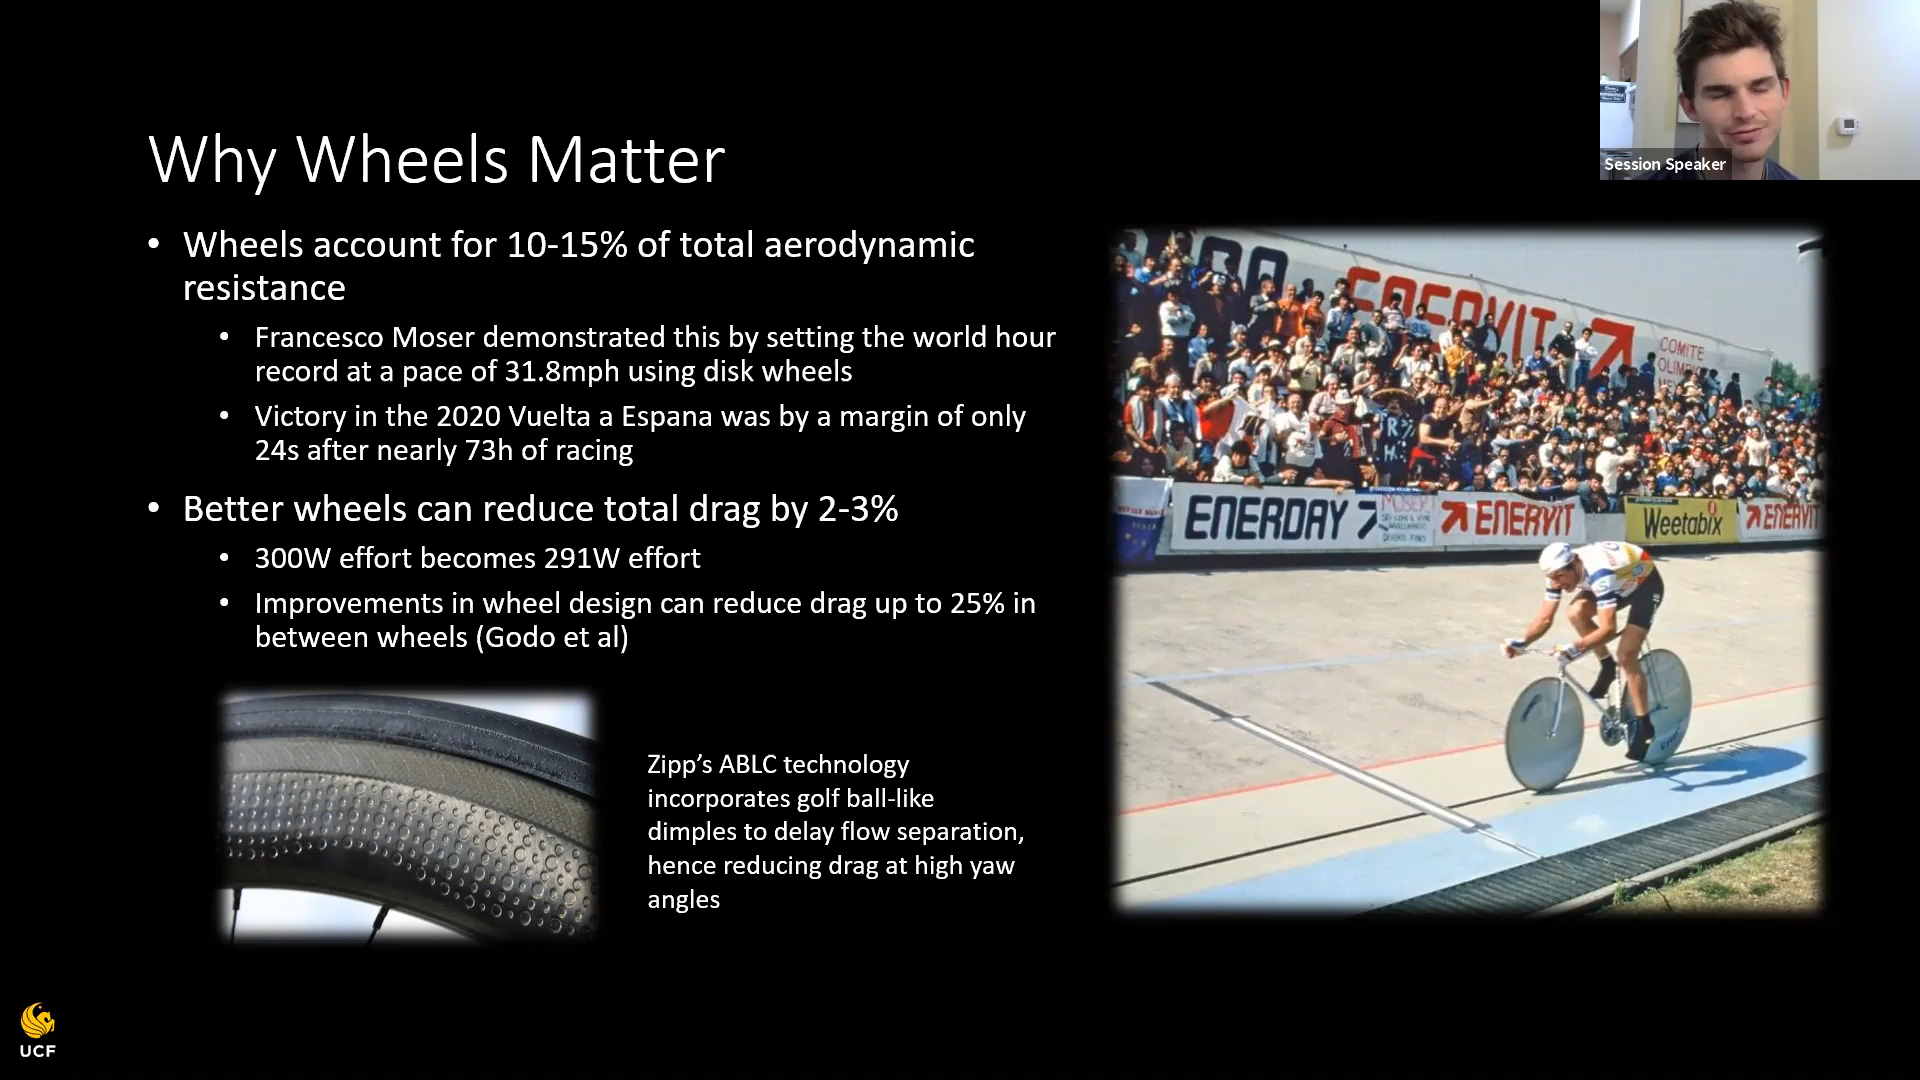 Session Speaker
Why Wheels Matter
• Wheels account for 10-15% of total aerodynamic
resistance
• Francesco Moser demonstrated this by setting the world hour
record at a pace of 31.8mph using disk wheels
• Victory in the 2020 Vuelta a Espana was by a margin of only
24s after nearly 73h of racing
• Better wheels can reduce total drag by 2-3%
• 300W effort becomes 291W effort
• Improvements in wheel design can reduce drag up to 25% in
between wheels (Godo et al)
Zipp's ABLC technology
incorporates golf ball-like
dimples to delay flow separation,
hence reducing drag at high yaw
angles
COMITE
ENERDAY
MOSER
ENERVIT
Weetabix
ENERVIT
UCF